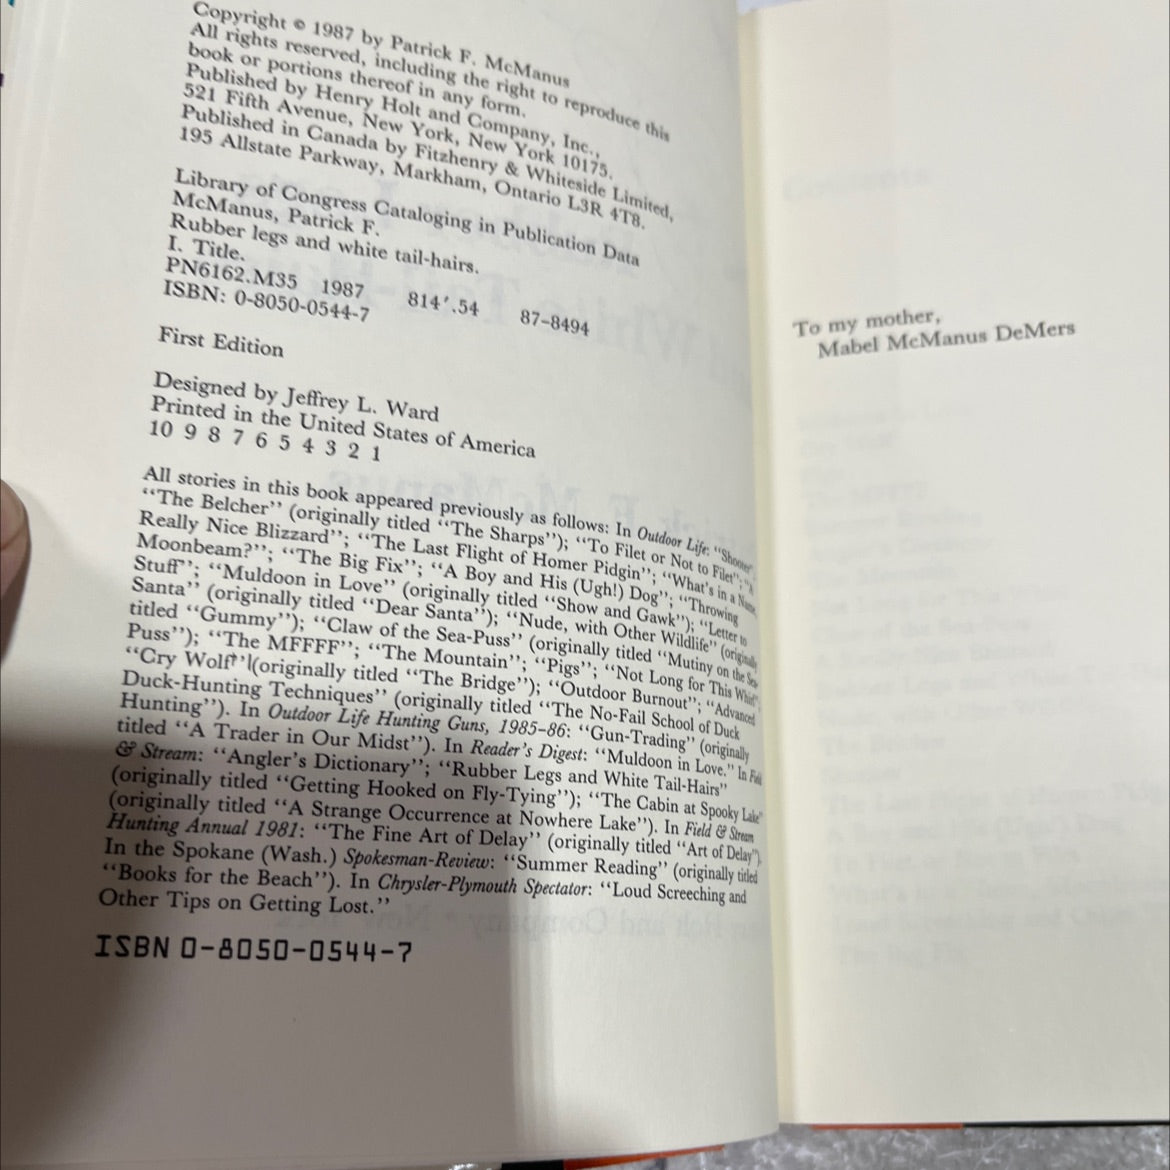 Copyright © 1987 by Patrick F. McManus
All rights reserved, including the right to reproduce this
book or portions thereof in any form.
Published by Henry Holt and Company, Inc.,
521 Fifth Avenue, New York, New York 10175.
Published in Canada by Fitzhenry & Whiteside Limited,
195 Allstate Parkway, Markham, Ontario L3R 4T8.
Library of Congress Cataloging in Publication Data
McManus, Patrick F.
Rubber legs and white tail-hairs.
I. Title.
PN6162.M35 1987 814'.54 87-8494
ISBN: 0-8050-0544-7
First Edition
Designed by Jeffrey L. Ward
Printed in the United States of America
10 9 8 7 6 5 4 3 2 1
All stories in this book appeared previously as follows: In Outdoor Life: "Shooter";
"The Belcher" (originally titled "The Sharps"); "To Filet or Not to Filet"; "A
Really Nice Blizzard"; "The Last Flight of Homer Pidgin"; "What's in a Name,
Moonbeam?"; "The Big Fix"; "A Boy and His (Ugh!) Dog"; "Throwing
Stuff"; "Muldoon in Love" (originally titled "Show and Gawk"); "Letter to
Santa" (originally titled "Dear Santa"); "Nude, with Other Wildlife" (originally
titled "Gummy"); "Claw of the Sea-Puss" (originally titled "Mutiny on the Sea
Puss"); "The MFFFF"; "The Mountain"; "Pigs"; "Not Long for This Whirl";
"Cry Wolf" (originally titled "The Bridge"); "Outdoor Burnout"; "Advanced
Duck-Hunting Techniques" (originally titled "The No-Fail School of Duck
Hunting"). In Outdoor Life Hunting Guns, 1985–86: "Gun-Trading" (originally
titled "A Trader in Our Midst"). In Reader's Digest: "Muldoon in Love." In Field
& Stream: "Angler's Dictionary"; "Rubber Legs and White Tail-Hairs"
(originally titled "Getting Hooked on Fly-Tying"); "The Cabin at Spooky Lake"
(originally titled "A Strange Occurrence at Nowhere Lake"). In Field & Stream
Hunting Annual 1981: "The Fine Art of Delay" (originally titled "Art of Delay").
In the Spokane (Wash.) Spokesman-Review: "Summer Reading" (originally titled
"Books for the Beach"). In Chrysler-Plymouth Spectator: "Loud Screeching and
Other Tips on Getting Lost."
ISBN 0-8050-0544-7
To my mother,
Mabel McManus DeMers